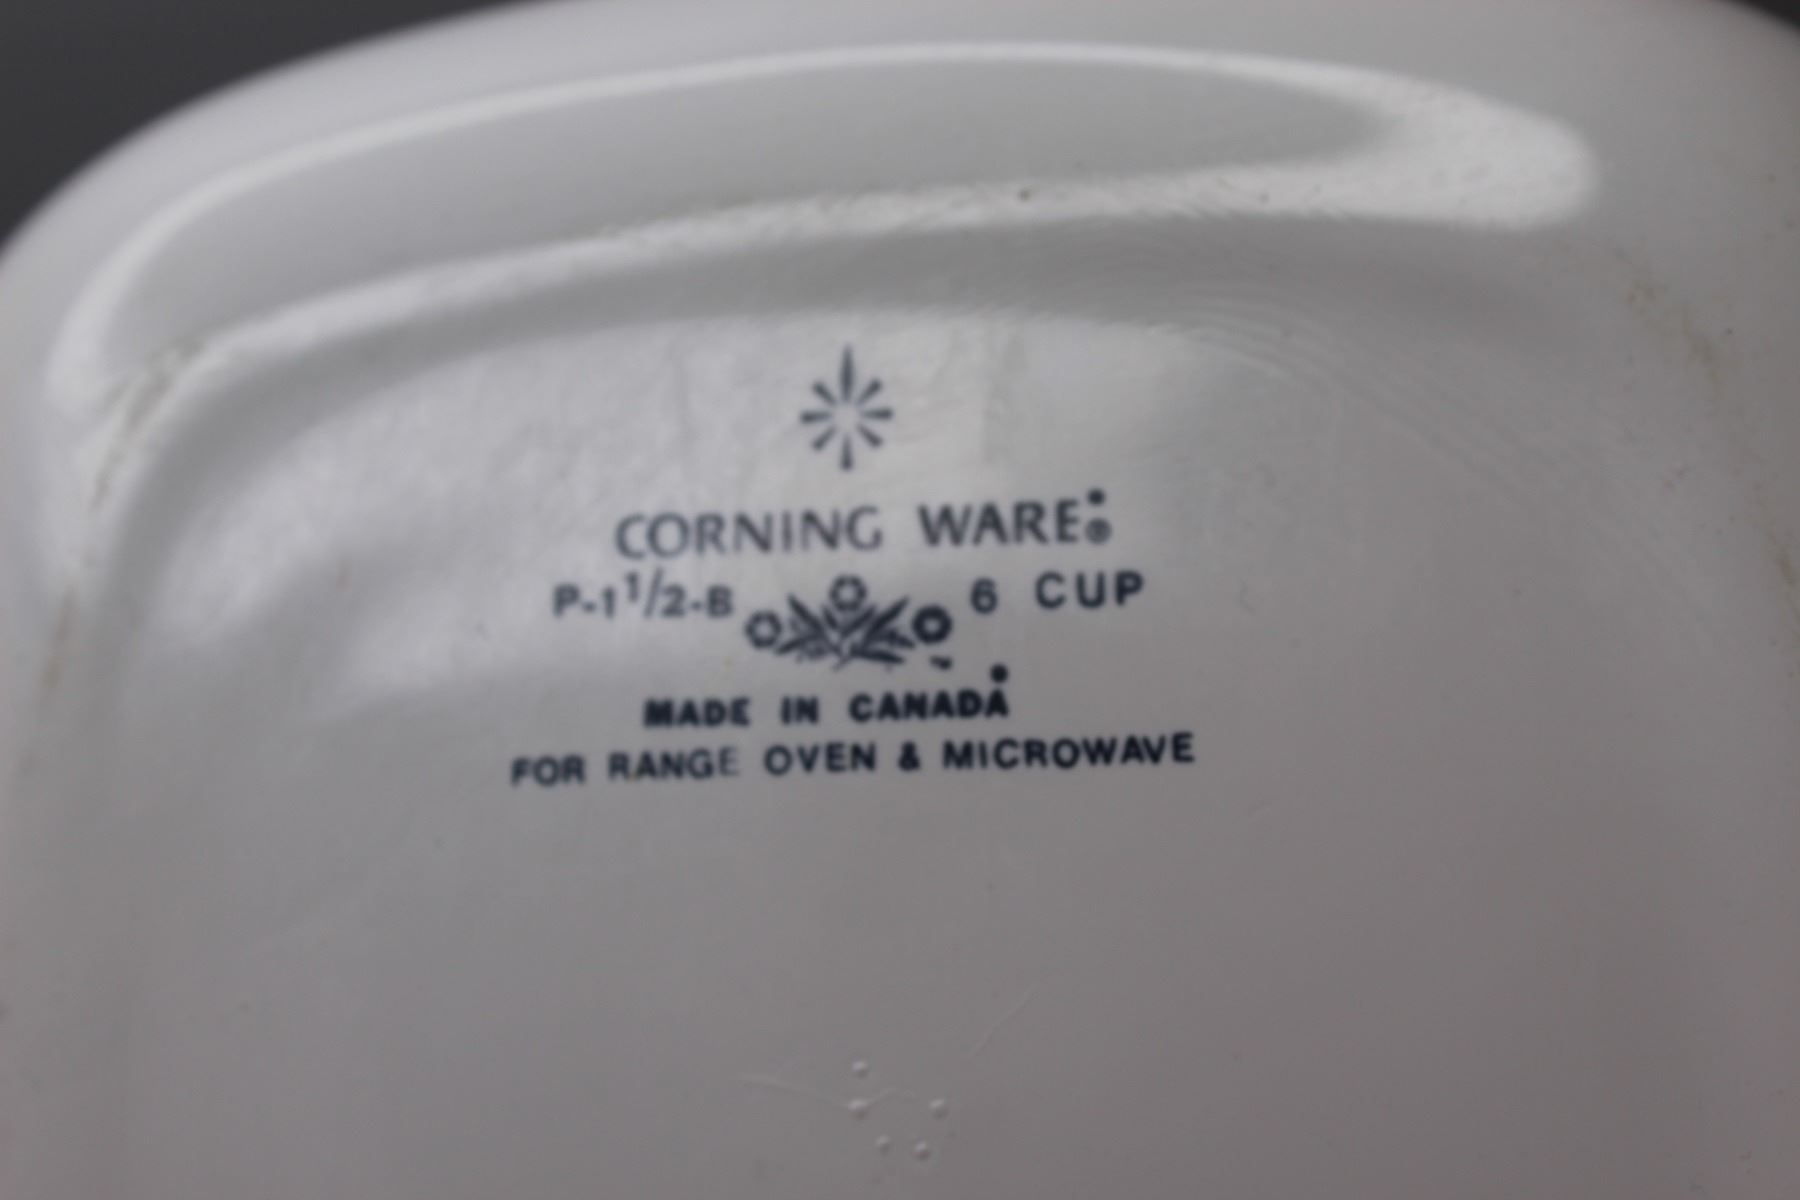 CORNING WARE®
P-1 1/2-B 6 CUP
MADE IN CANADA
FOR RANGE OVEN & MICROWAVE